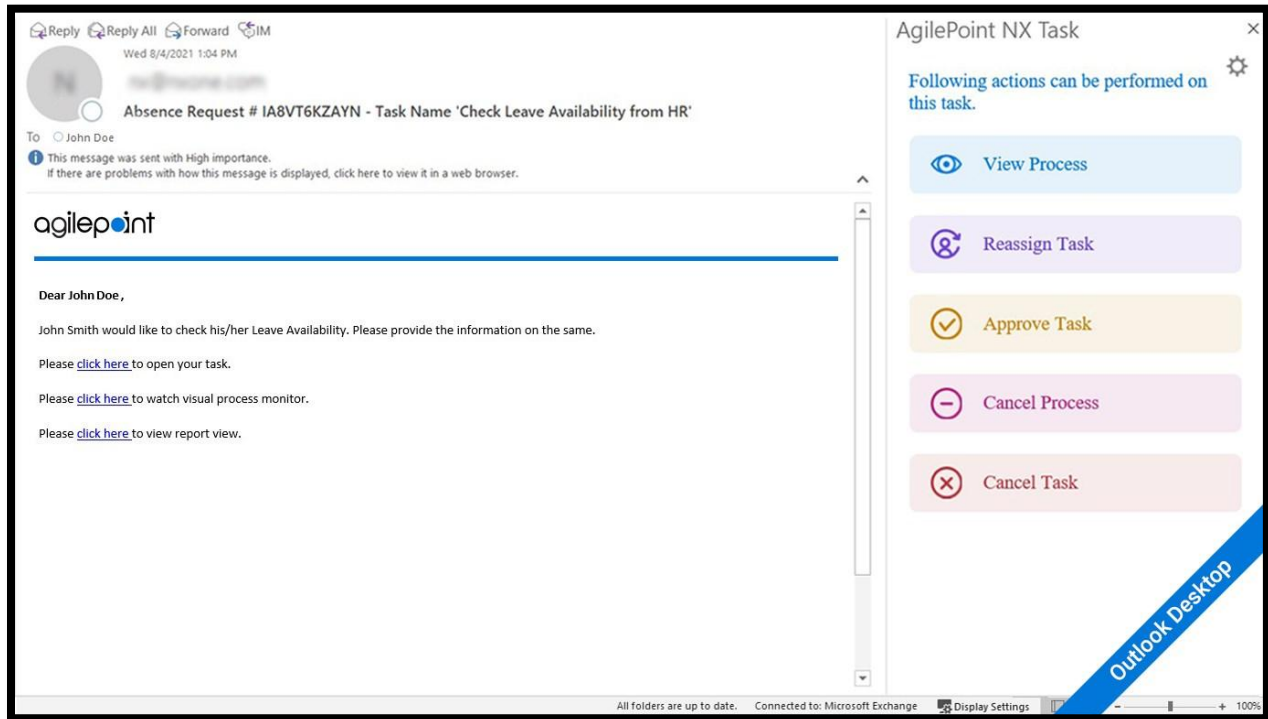 Reply Reply All Forward IM
Wed 8/4/2021 1:04 PM
N
Absence Request # IA8VT6KZAYN - Task Name 'Check Leave Availability from HR'
To John Doe
This message was sent with High importance.
If there are problems with how this message is displayed, click here to view it in a web browser.
agilepoint
Dear John Doe ,
John Smith would like to check his/her Leave Availability. Please provide the information on the same.
Please click here to open your task.
Please click here to watch visual process monitor.
Please click here to view report view.
AgilePoint NX Task
Following actions can be performed on
this task.
View Process
Reassign Task
Approve Task
Cancel Process
Cancel Task
Outlook Desktop
All folders are up to date. Connected to: Microsoft Exchange Display Settings - + 100%